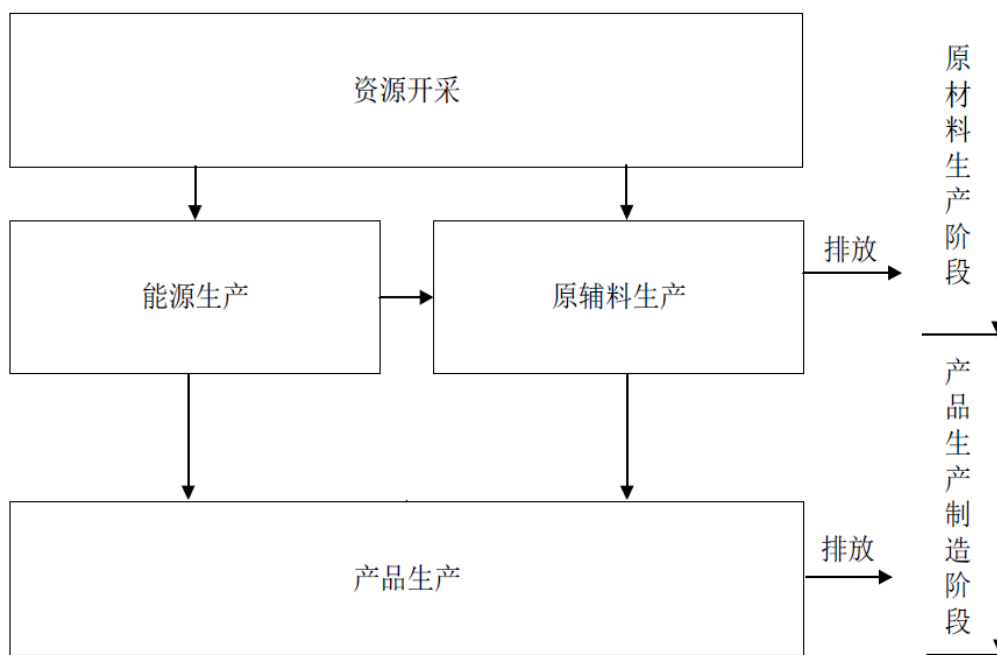 资源开采
原材料生产阶段
能源生产
原辅料生产
排放
产品生产制造阶段
产品生产
排放